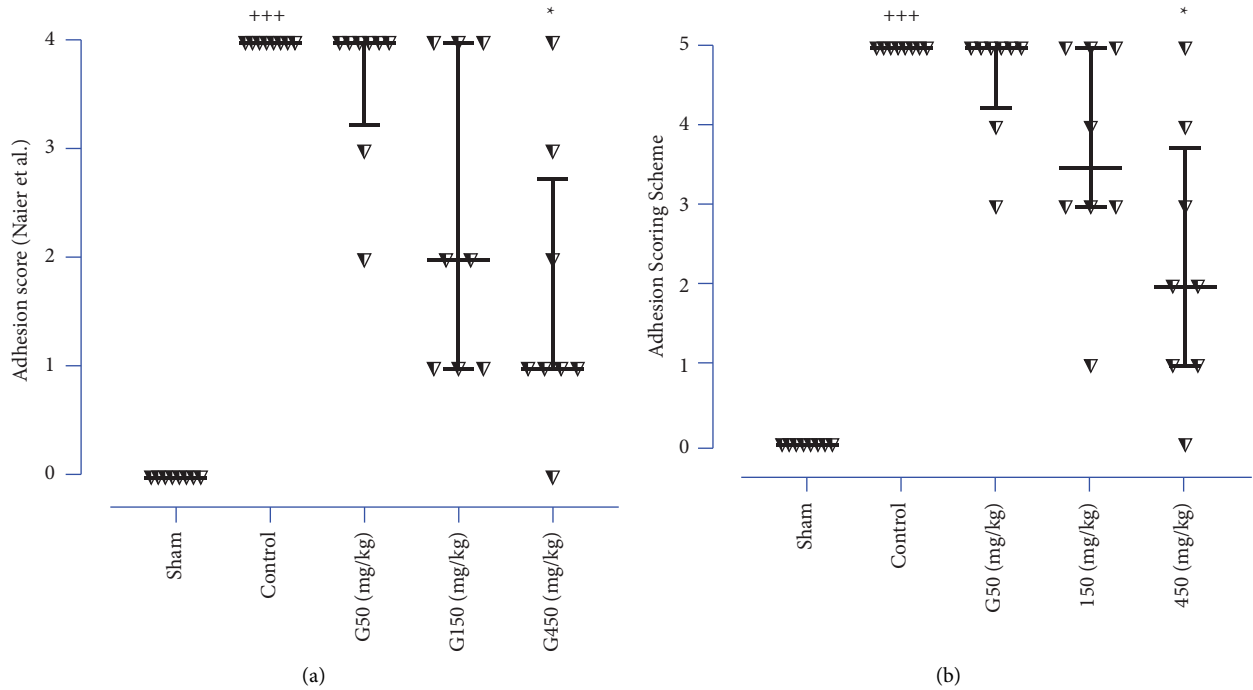 +++
*
Adhesion score (Naier et al.)
4
3
2
1
0
Sham
Control
G50 (mg/kg)
G150 (mg/kg)
G450 (mg/kg)
(a)
+++
*
Adhesion Scoring Scheme
5
4
3
2
1
0
Sham
Control
G50 (mg/kg)
150 (mg/kg)
450 (mg/kg)
(b)